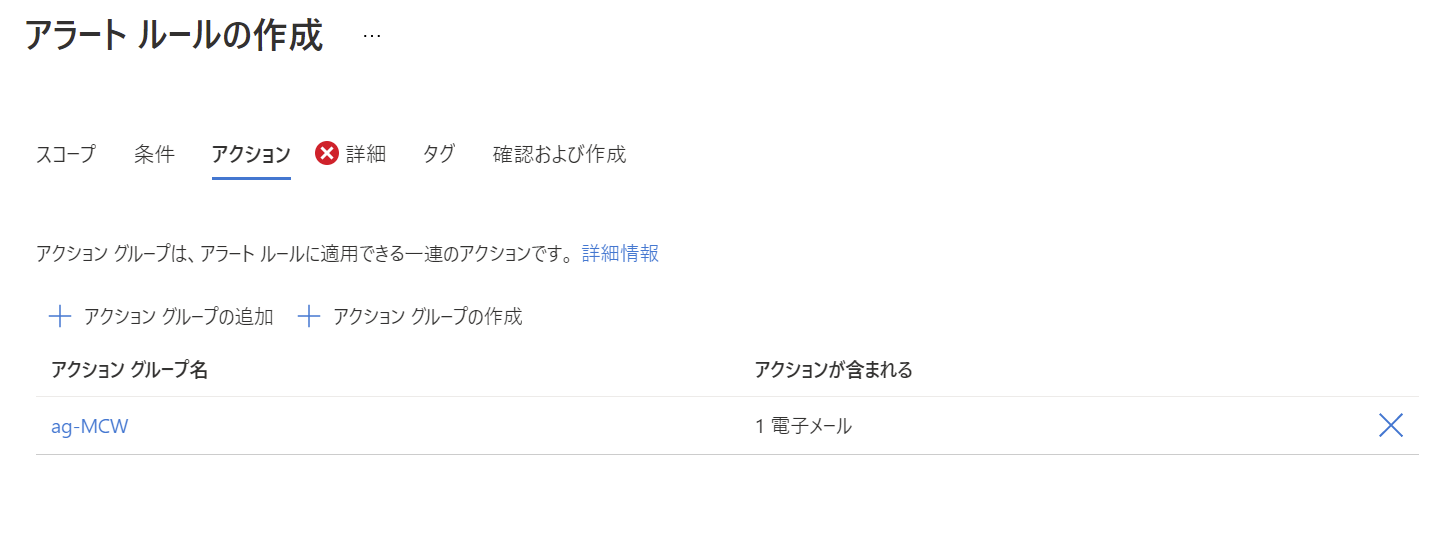 アラート ルールの作成 …
スコープ 条件 アクション 詳細 タグ 確認および作成
アクション グループは、アラート ルールに適用できる一連のアクションです。 詳細情報
アクション グループの追加 アクション グループの作成
アクション グループ名 アクションが含まれる
ag-MCW 1 電子メール